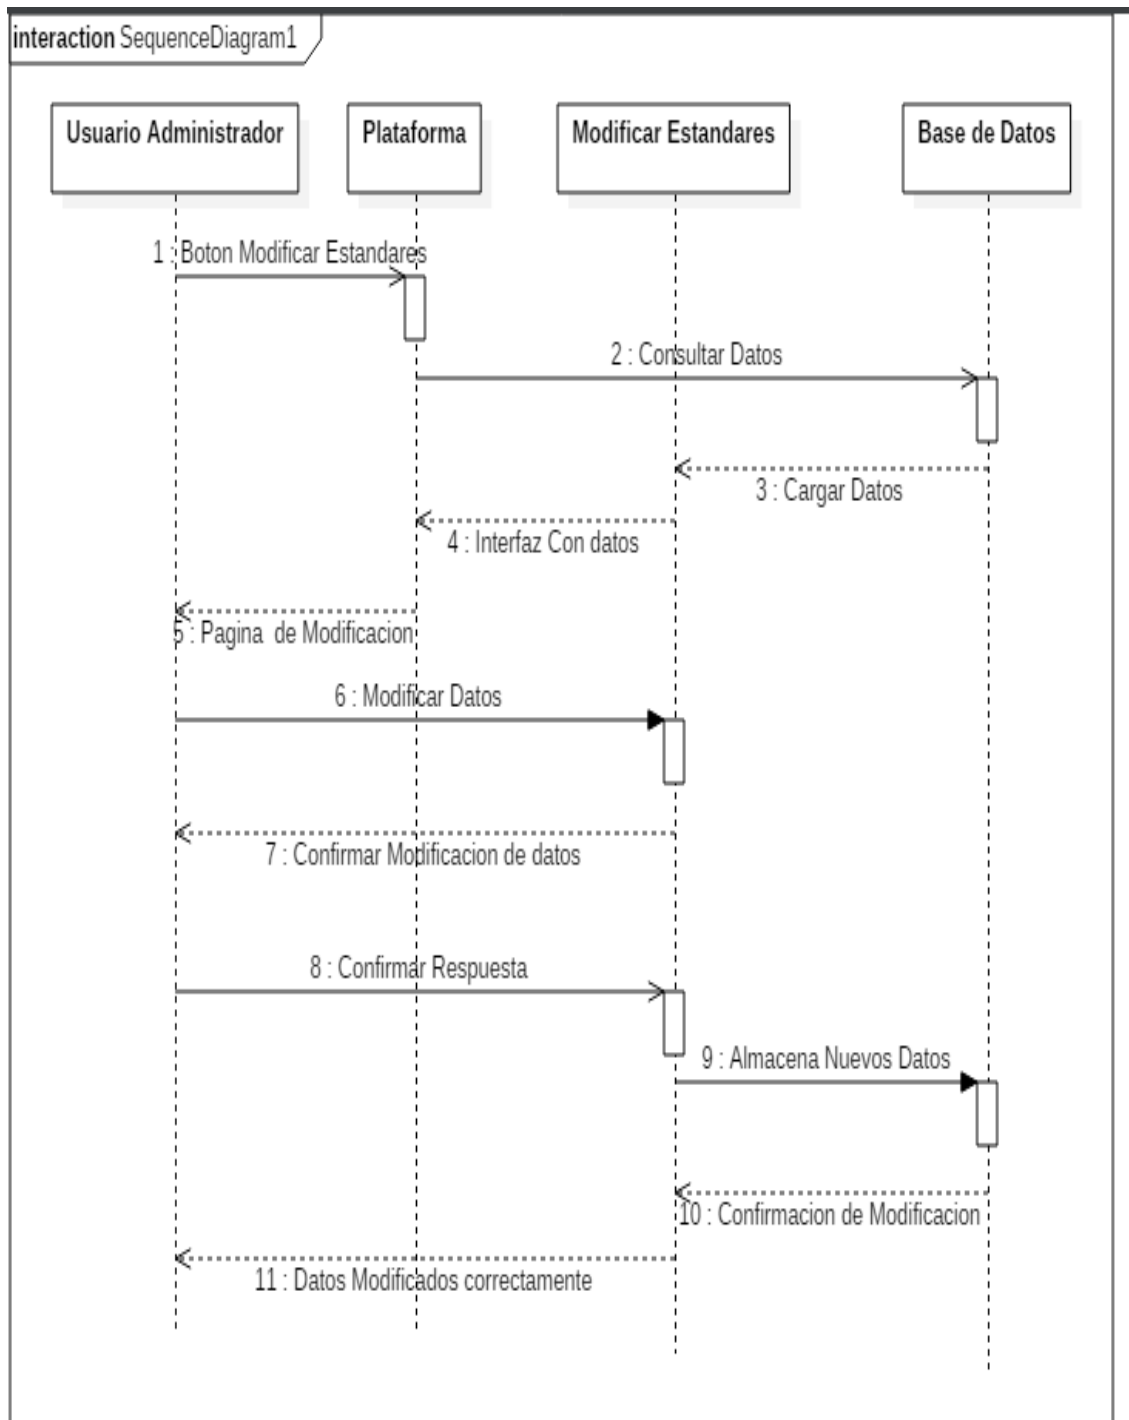 interaction SequenceDiagram1
Usuario Administrador
Plataforma
Modificar Estandares
Base de Datos
1 : Boton Modificar Estandares
2 : Consultar Datos
3 : Cargar Datos
4 : Interfaz Con datos
5 : Pagina  de Modificacion
6 : Modificar Datos
7 : Confirmar Modificacion de datos
8 : Confirmar Respuesta
9 : Almacena Nuevos Datos
10 : Confirmacion de Modificacion
11 : Datos Modificados correctamente